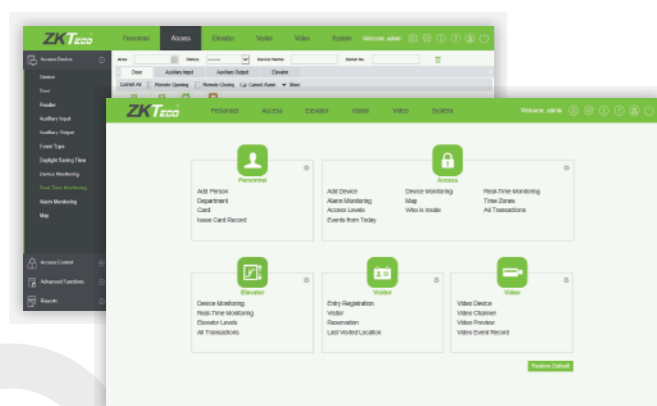 ZKTeco
Personnel Access Elevator Visitor Video System Welcome, admin
Access Device
Area Status Device Name Serial No.
Device
Door
Reader
Auxiliary Input
Auxiliary Output
Event Type
Daylight Saving Time
Device Monitoring
Real-Time Monitoring
Alarm Monitoring
Map
Access Control
Advanced Functions
Reports
Door Auxiliary Input Auxiliary Output Elevator
Current All Remote Opening Remote Closing Cancel Alarm More
ZKTeco
Personnel Access Elevator Visitor Video System Welcome, admin
Personnel
Add Person
Department
Card
Issue Card Record
Access
Add Device Device Monitoring Real-Time Monitoring
Alarm Monitoring Map Time Zones
Access Levels Who is Inside All Transactions
Events from Today
Elevator
Device Monitoring
Real-Time Monitoring
Elevator Levels
All Transactions
Visitor
Entry Registration
Visitor
Reservation
Last Visited Location
Video
Video Device
Video Channel
Video Preview
Video Event Record
Restore Default